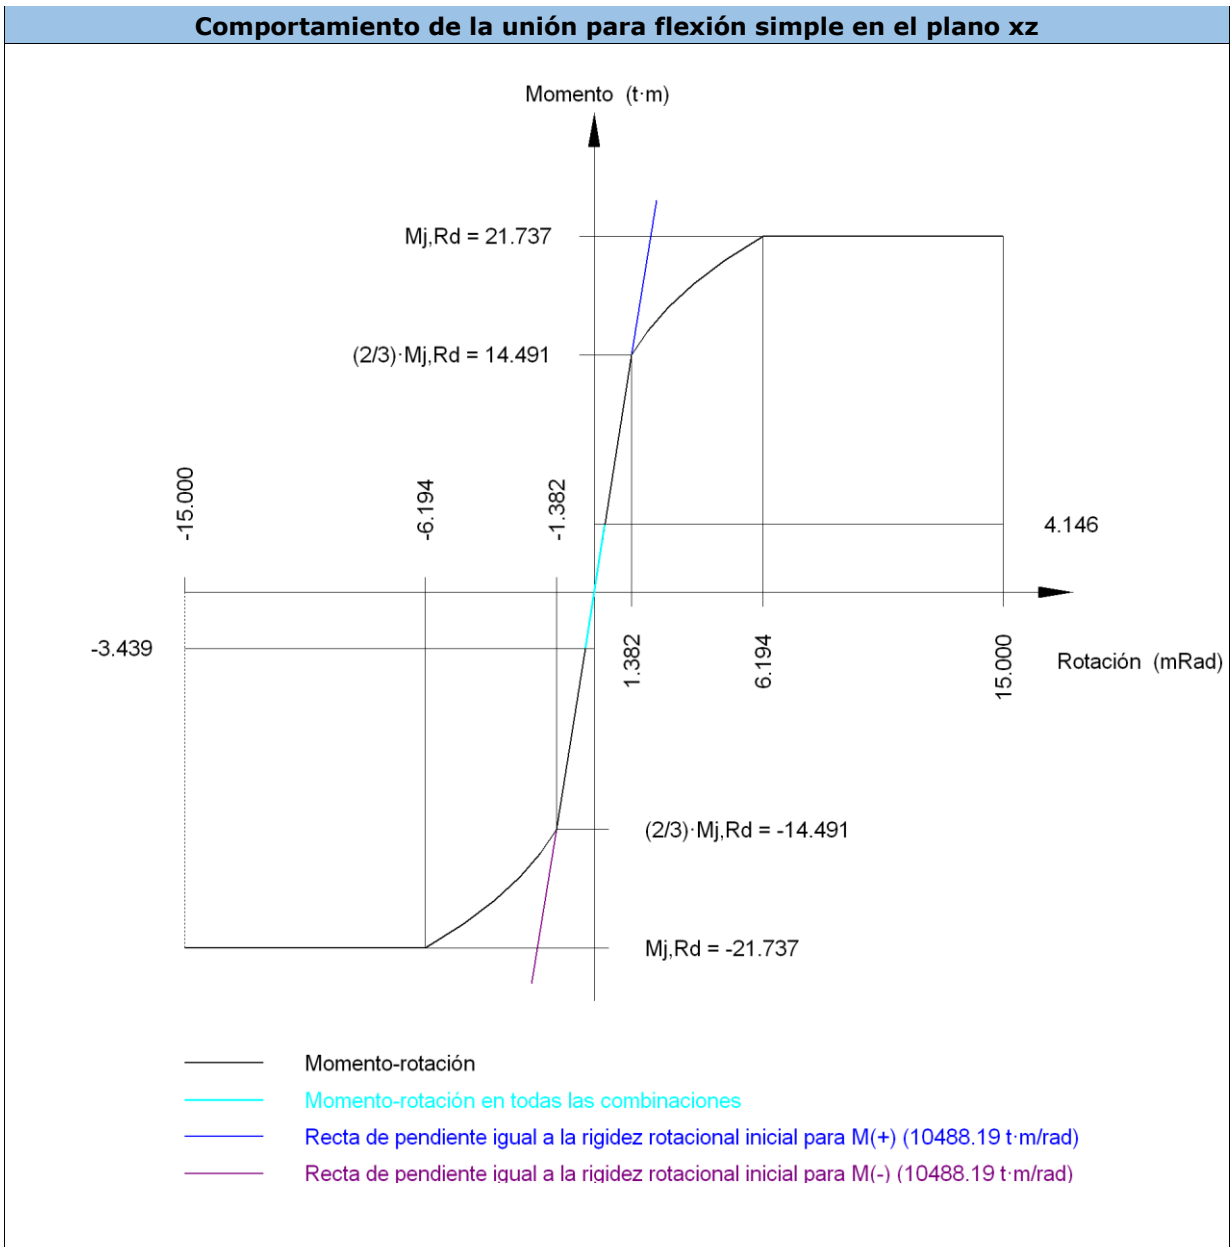 Comportamiento de la unión para flexión simple en el plano xz
Momento (t·m)
Mj,Rd = 21.737
(2/3)·Mj,Rd = 14.491
-15.000
-6.194
-1.382
4.146
-3.439
1.382
6.194
15.000
Rotación (mRad)
(2/3)·Mj,Rd = -14.491
Mj,Rd = -21.737
Momento-rotación
Momento-rotación en todas las combinaciones
Recta de pendiente igual a la rigidez rotacional inicial para M(+) (10488.19 t·m/rad)
Recta de pendiente igual a la rigidez rotacional inicial para M(-) (10488.19 t·m/rad)